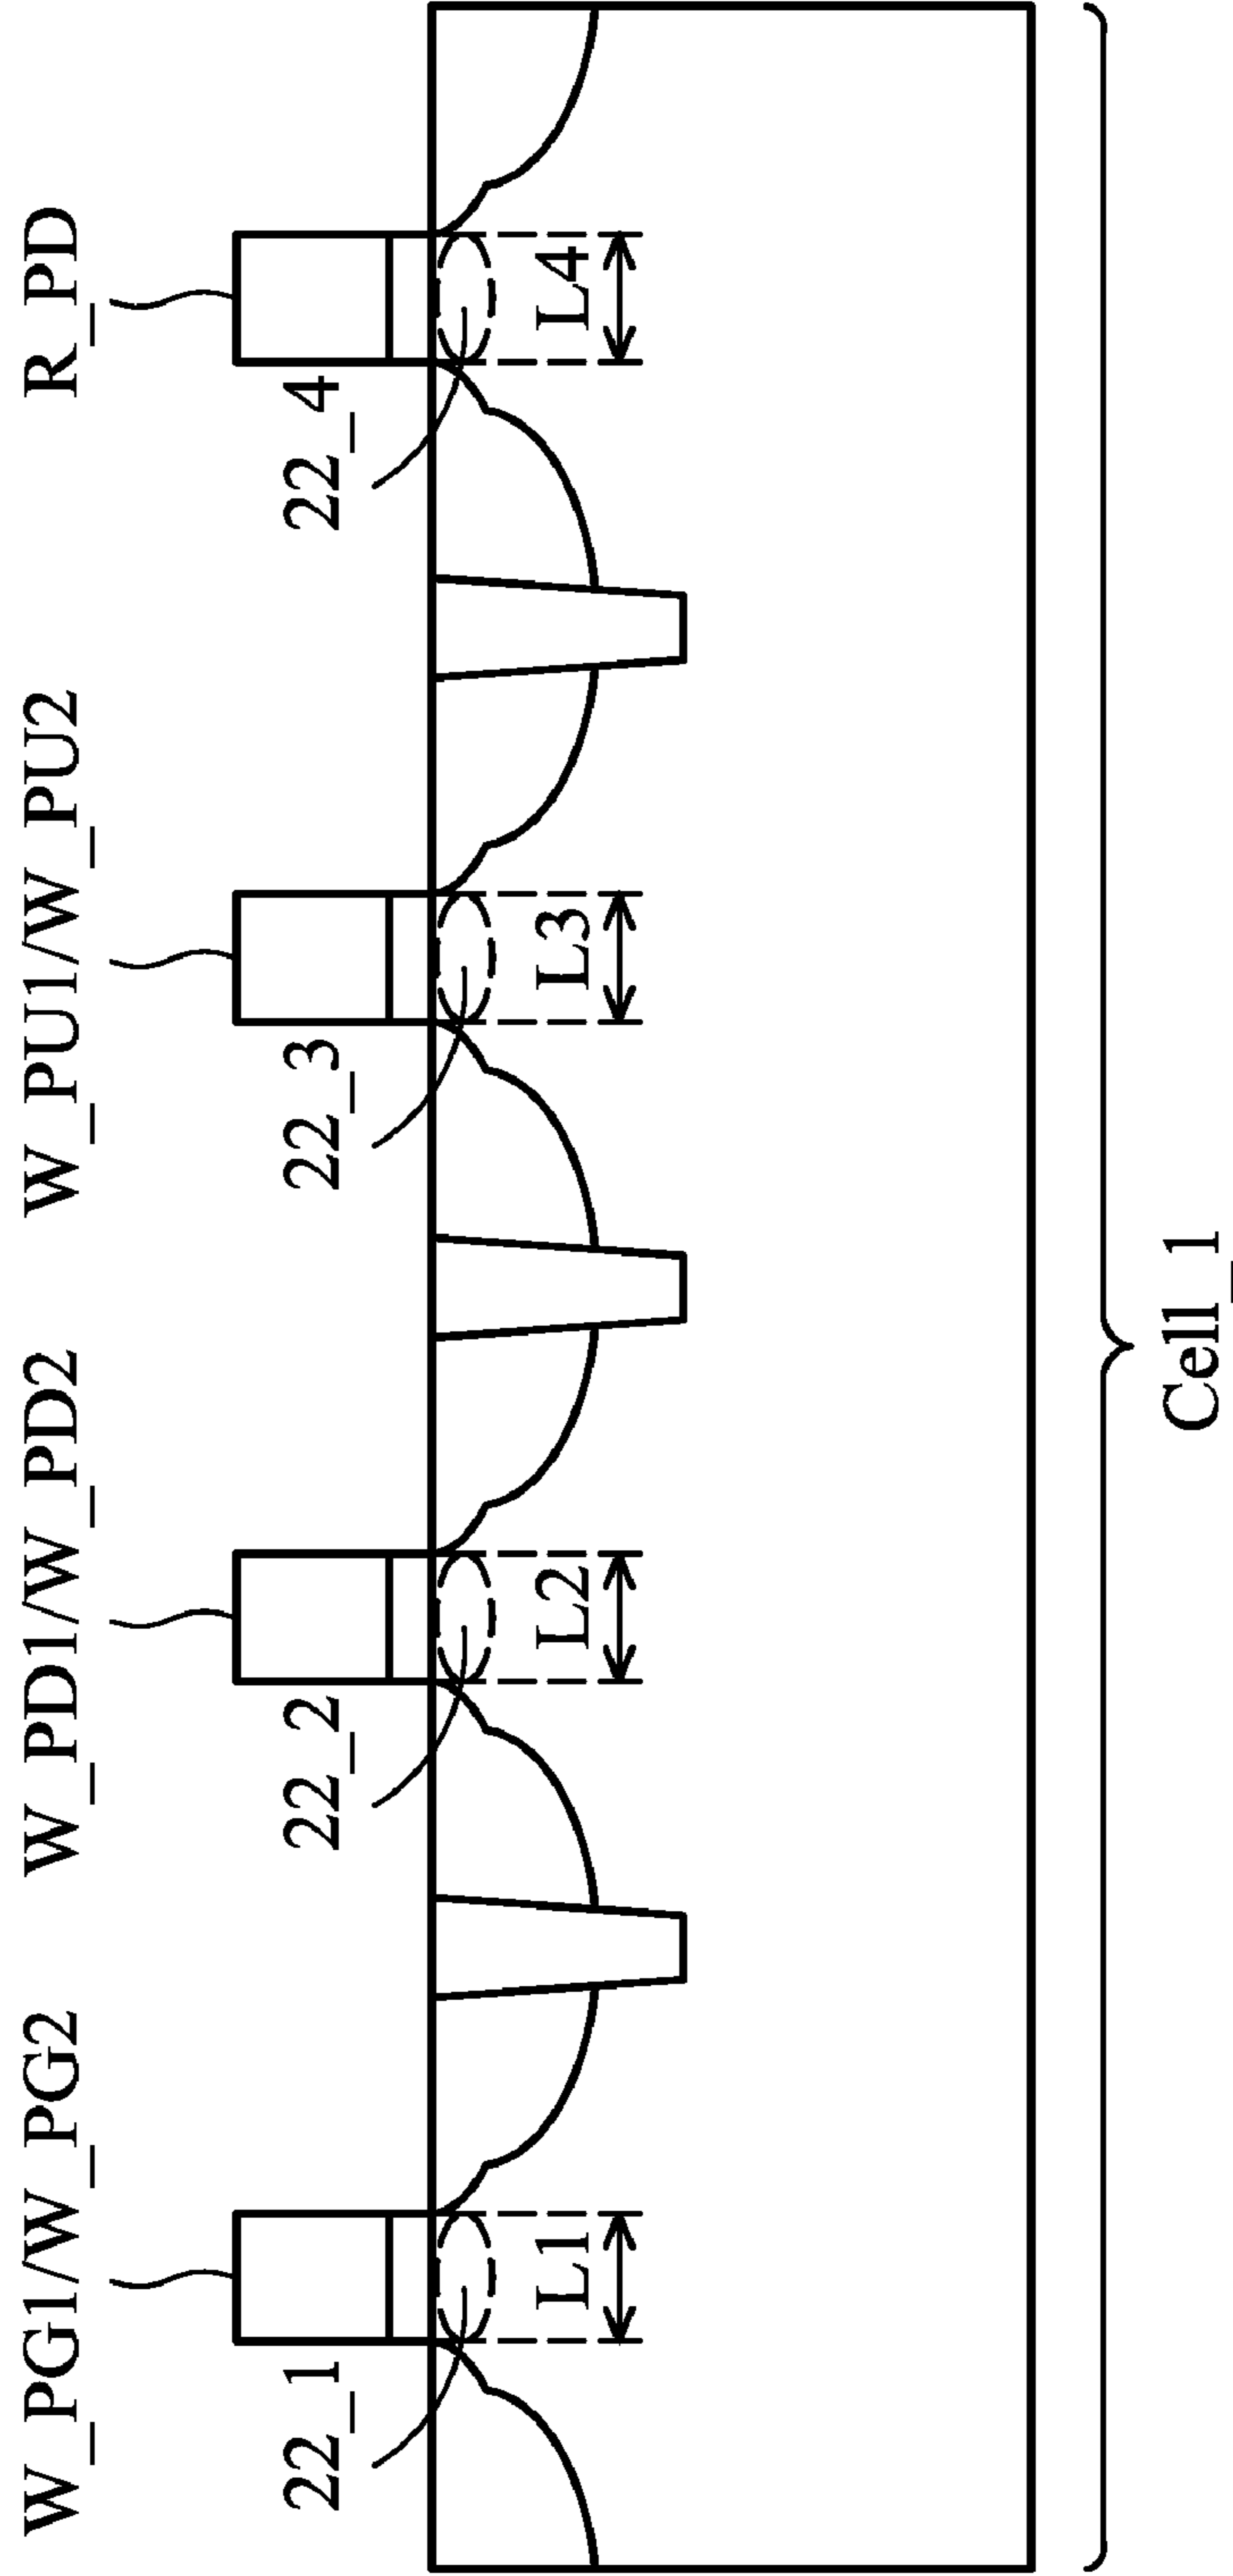 W_PG1/W_PG2
W_PD1/W_PD2
W_PU1/W_PU2
R_PD
22_1
22_2
22_3
22_4
L1
L2
L3
L4
Cell_1